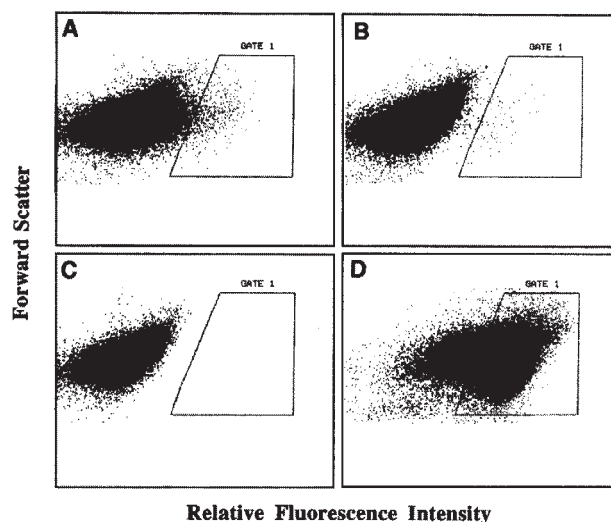 A
GATE 1
B
GATE 1
C
GATE 1
D
GATE 1
Forward Scatter
Relative Fluorescence Intensity